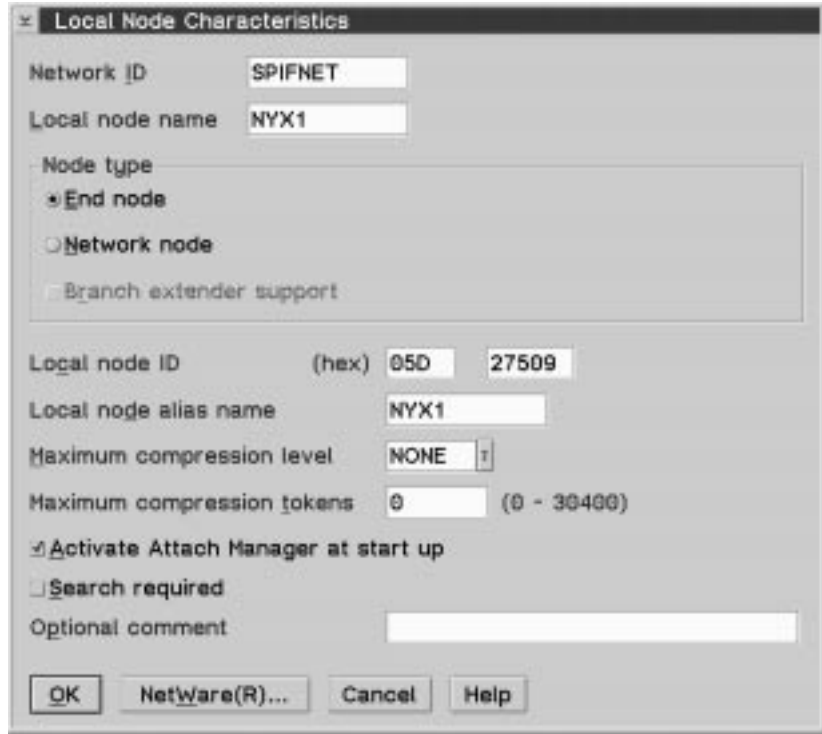 Local Node Characteristics
Network ID SPIFNET
Local node name NYX1
Node type
End node
Network node
Branch extender support
Local node ID (hex) 05D 27509
Local node alias name NYX1
Maximum compression level NONE
Maximum compression tokens 0 (0 - 30400)
Activate Attach Manager at start up
Search required
Optional comment
OK NetWare(R)... Cancel Help